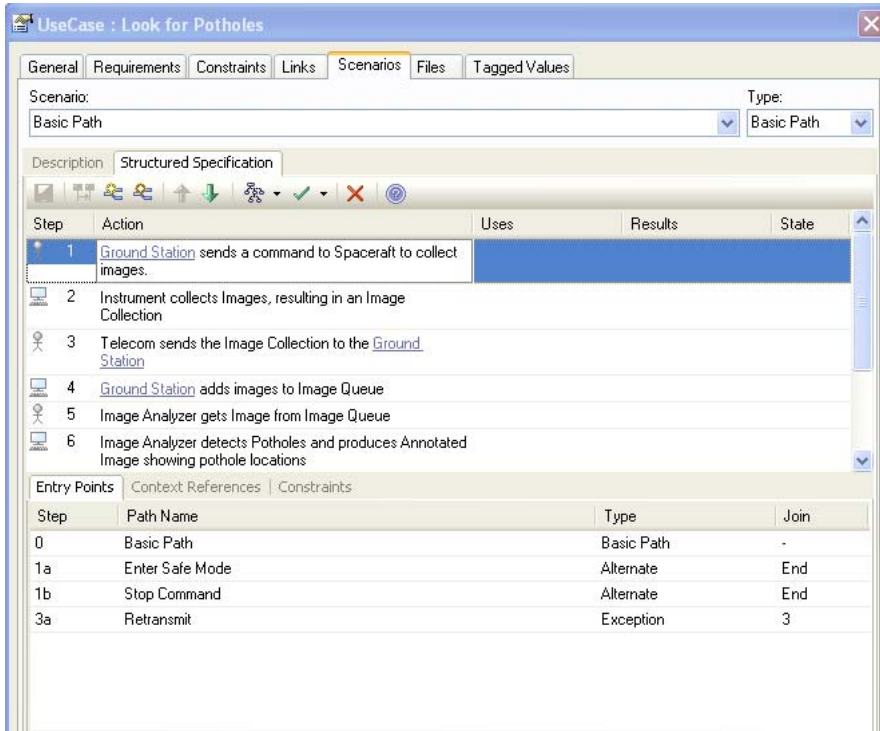 UseCase : Look for Potholes
General Requirements Constraints Links Scenarios Files Tagged Values
Scenario: Type:
Basic Path Basic Path
Description Structured Specification
Step Action Uses Results State
1 Ground Station sends a command to Spaceraft to collect
images.
2 Instrument collects Images, resulting in an Image
Collection
3 Telecom sends the Image Collection to the Ground
Station
4 Ground Station adds images to Image Queue
5 Image Analyzer gets Image from Image Queue
6 Image Analyzer detects Potholes and produces Annotated
Image showing pothole locations
Entry Points Context References | Constraints
Step Path Name Type Join
0 Basic Path Basic Path -
1a Enter Safe Mode Alternate End
1b Stop Command Alternate End
3a Retransmit Exception 3